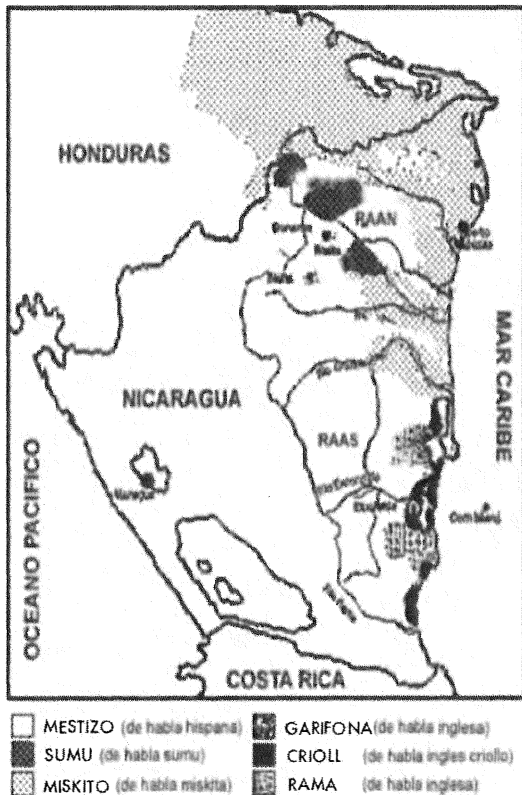 HONDURAS
RAAN
NICARAGUA
MAR CARIBE
RAAS
OCEANO PACIFICO
COSTA RICA
MESTIZO (de habla hispana)
GARIFONA (de habla inglesa)
SUMU (de habla sumu)
CRIOLL (de habla ingles criollo)
MISKITO (de habla miskita)
RAMA (de habla inglesa)